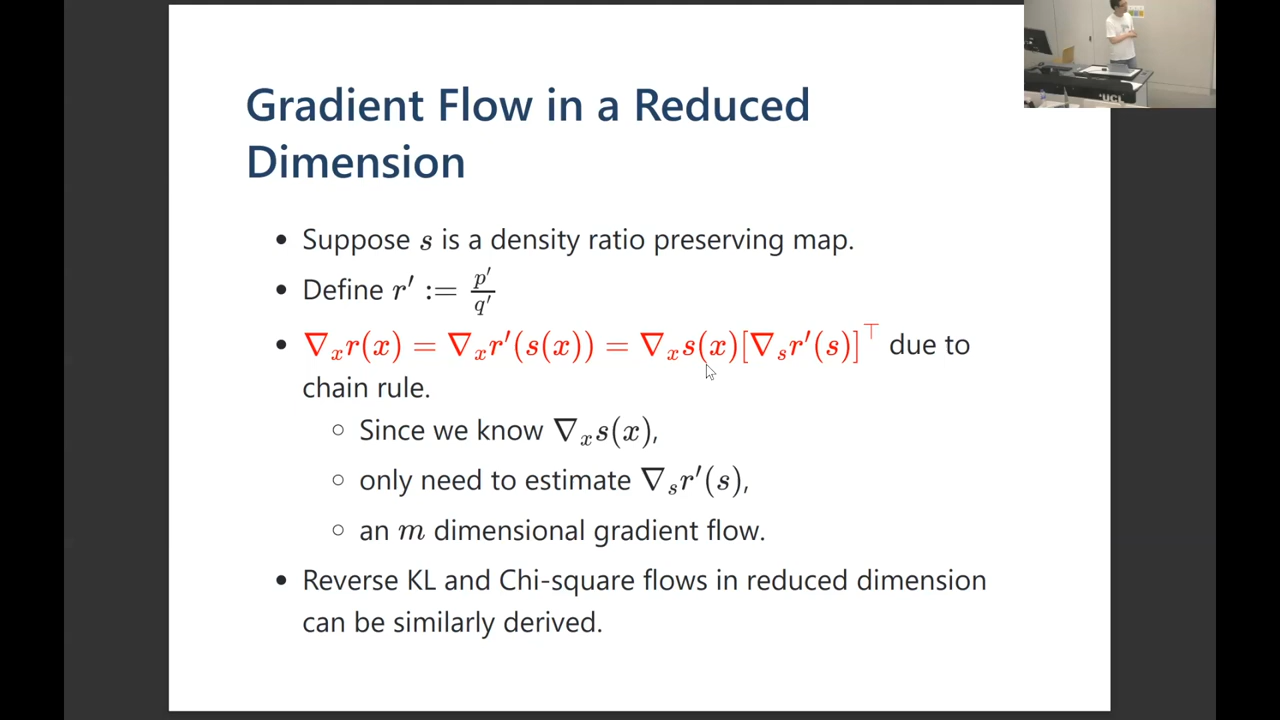 Gradient Flow in a Reduced
Dimension
• Suppose s is a density ratio preserving map.
• Define r′ := p′/q′
• ∇ₓr(x) = ∇ₓr′(s(x)) = ∇ₓs(x)[∇ₛr′(s)]⊤ due to
chain rule.
○ Since we know ∇ₓs(x),
○ only need to estimate ∇ₛr′(s),
○ an m dimensional gradient flow.
• Reverse KL and Chi-square flows in reduced dimension
can be similarly derived.
UCL